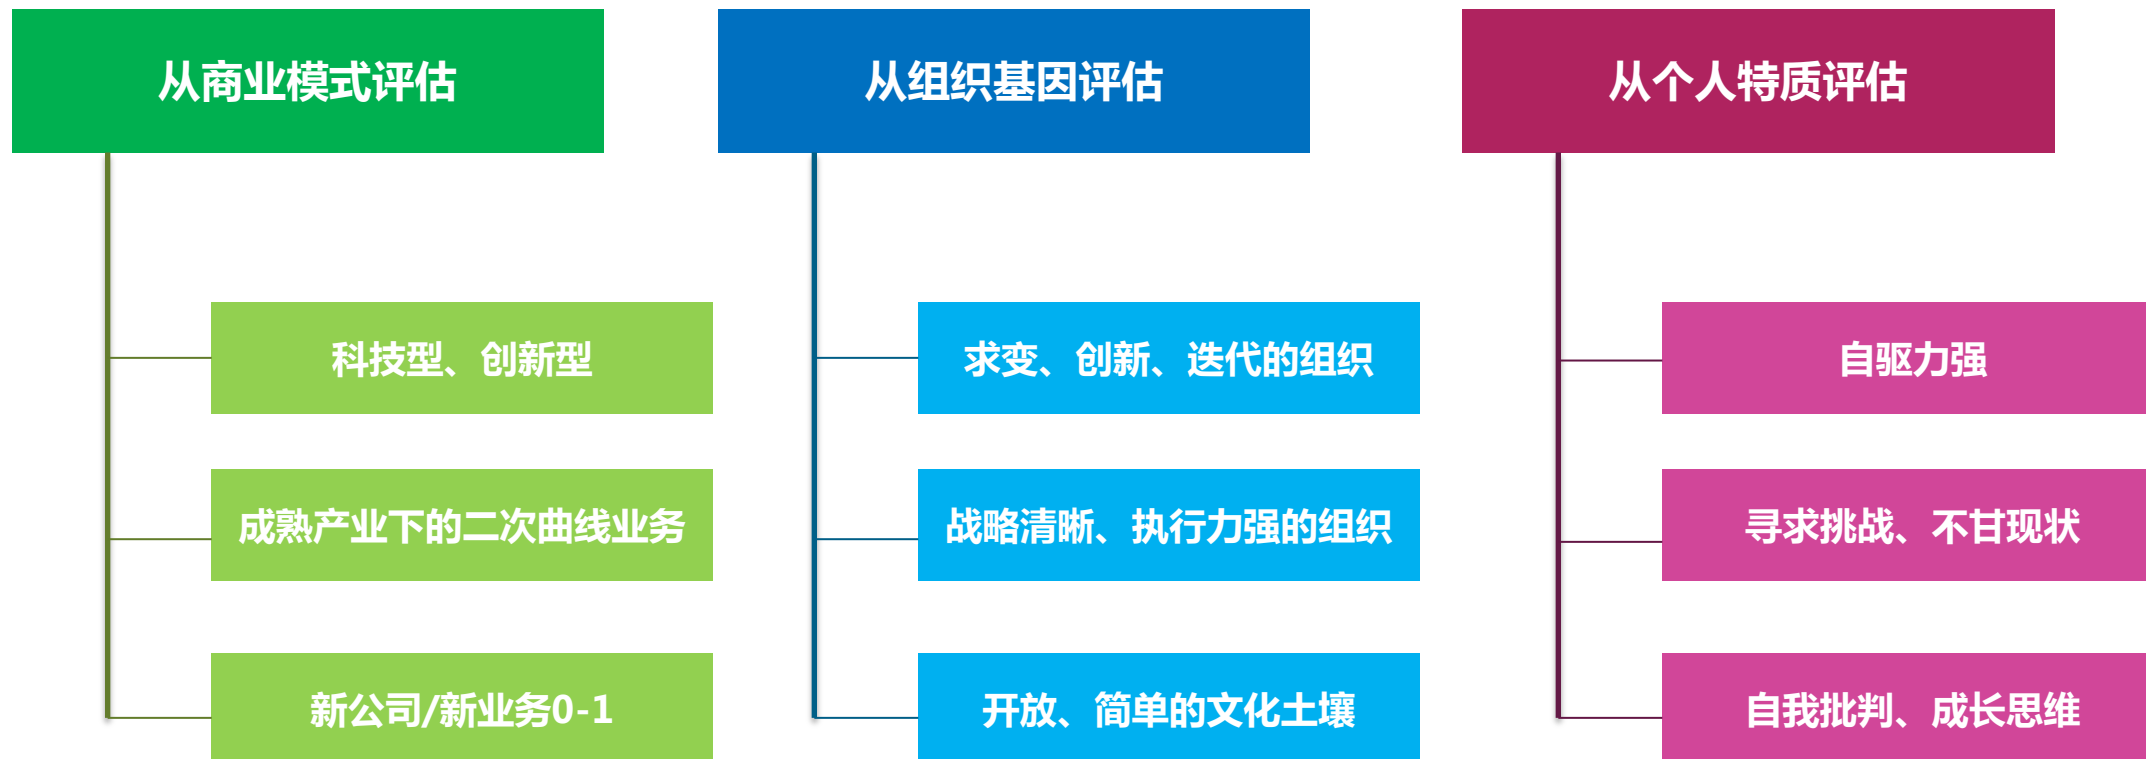 从商业模式评估
科技型、创新型
成熟产业下的二次曲线业务
新公司/新业务0-1
从组织基因评估
求变、创新、迭代的组织
战略清晰、执行力强的组织
开放、简单的文化土壤
从个人特质评估
自驱力强
寻求挑战、不甘现状
自我批判、成长思维